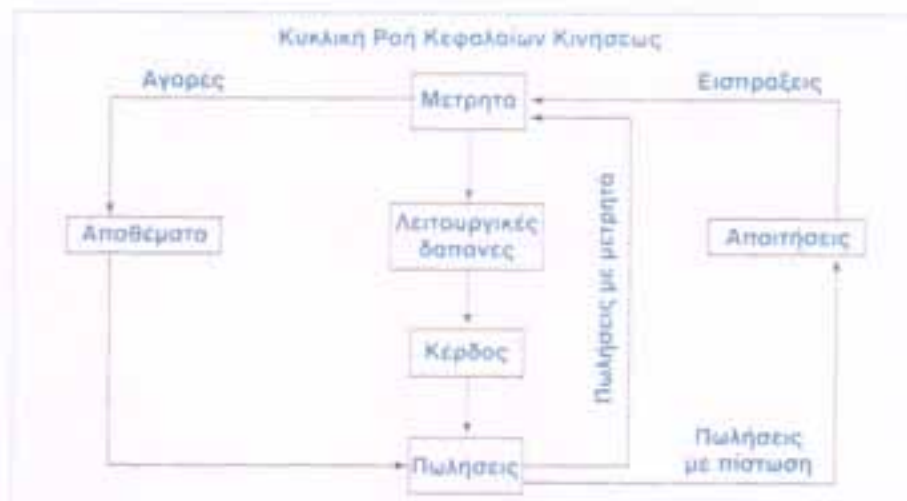 Κυκλική Ροή Κεφαλαίων Κινήσεως
Αγορές
Εισπράξεις
Μετρητά
Αποθέματα
Λειτουργικές
δαπάνες
Πωλήσεις με μετρητά
Απαιτήσεις
Κέρδος
Πωλήσεις
Πωλήσεις
με πίστωση